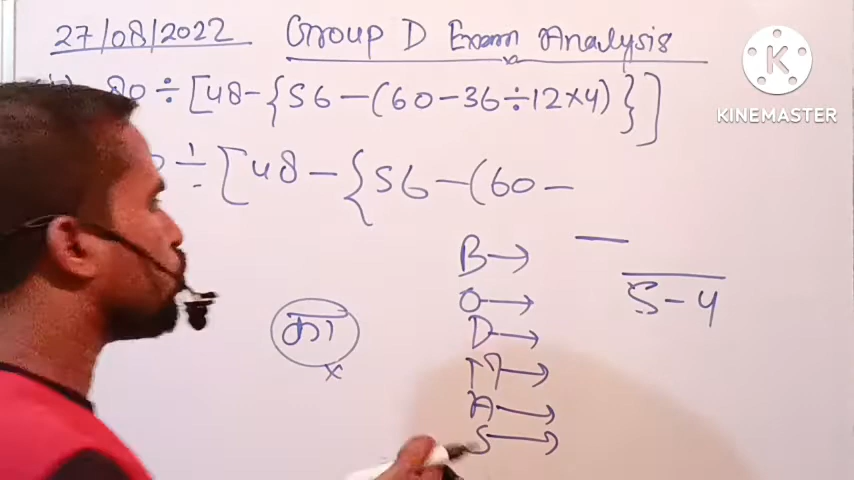 27/08/2022 Group D Exam Analysis
80 ÷ [48-{56-(60-36÷12×4)}]
÷ [48-{56-(60-
B→
5-4
O→
का
D→
M→
×
A→
S→
K
KINEMASTER